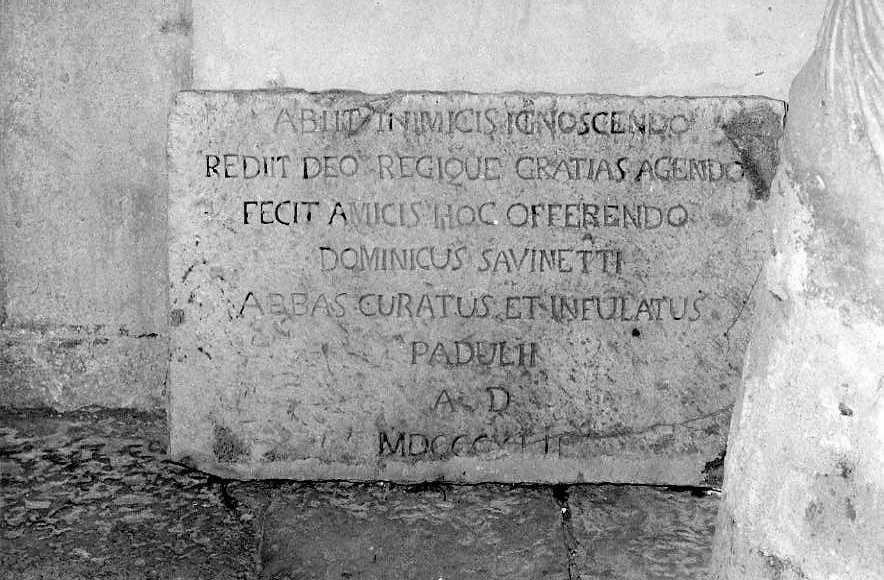 ABIIT INIMICIS IGNOSCENDO
REDIIT DEO REGIQUE GRATIAS AGENDO
FECIT AMICIS HOC OFFERENDO
DOMINICUS SAVINETTI
ABBAS CURATUS ET INFULATUS
PADULII
A D